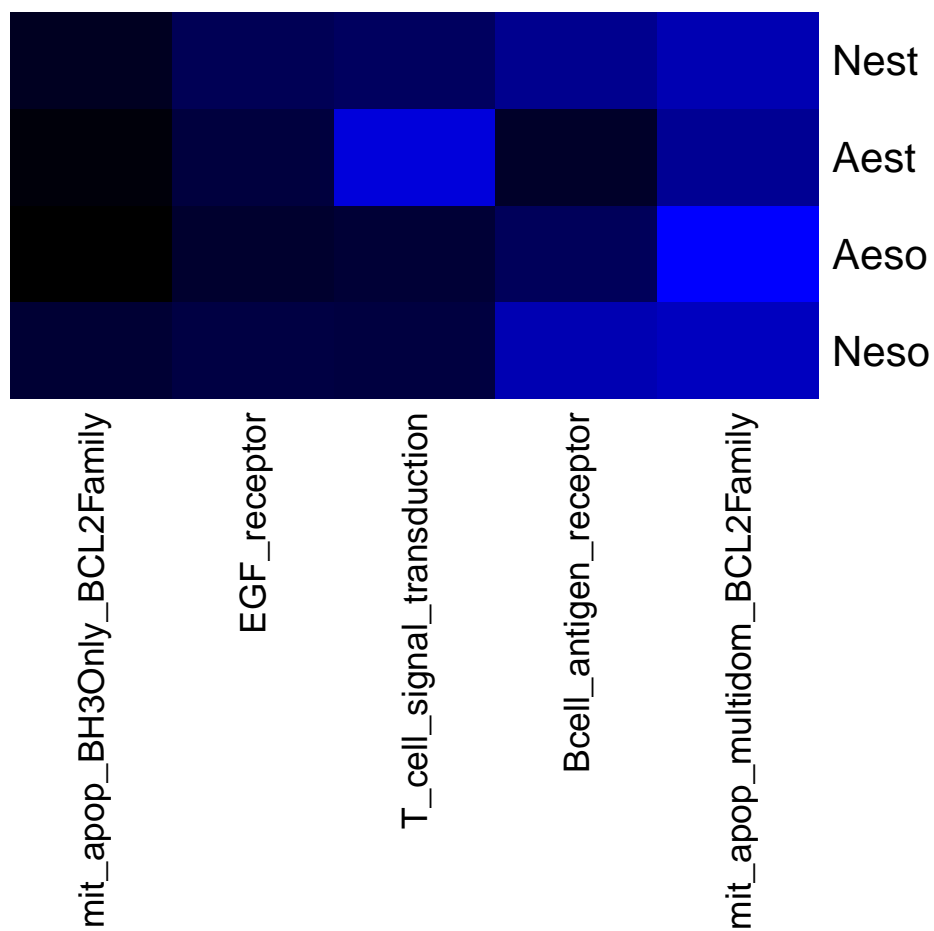 Nest
Aest
Aeso
Neso
mit_apop_BH3Only_BCL2Family
EGF_receptor
T_cell_signal_transduction
Bcell_antigen_receptor
mit_apop_multidom_BCL2Family